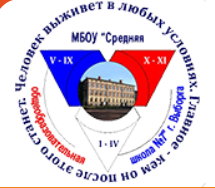 Человек выживет в любых условиях. Главное - кем он после этого станет.
МБОУ "Средняя
V - IX
X - XI
I - IV
общеобразовательная
школа №7" г. Выборга